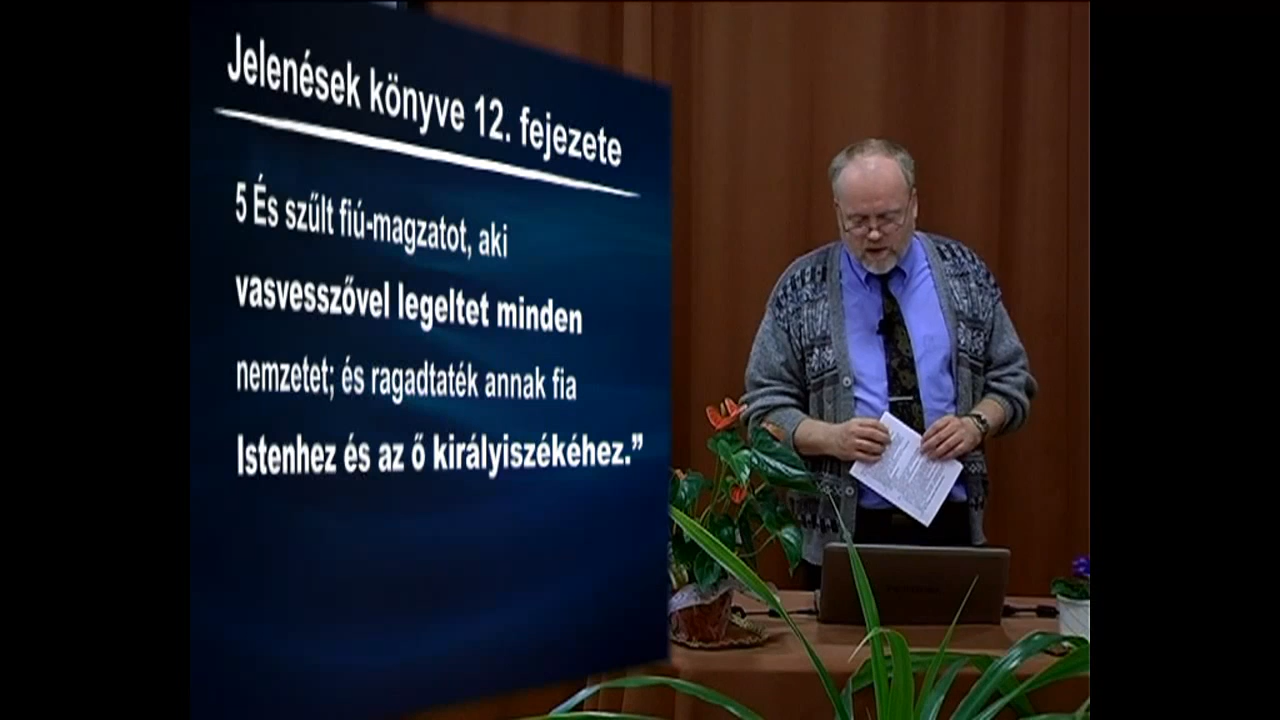 Jelenések könyve 12. fejezete
5 És szűlt fiú-magzatot, aki
vasvesszővel legeltet minden
nemzetet; és ragadtaték annak fia
Istenhez és az ő királyiszékéhez.”